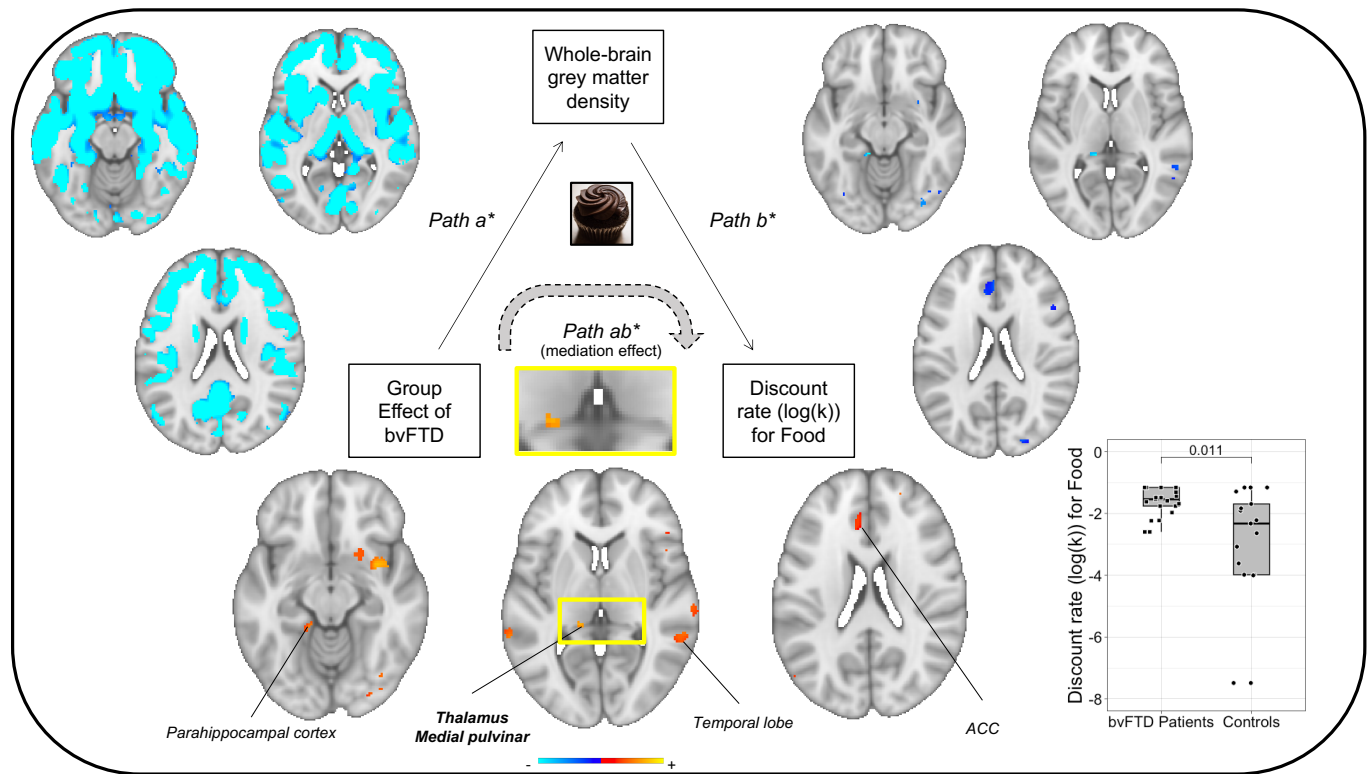 Whole-brain
grey matter
density
Path a*
Path b*
Path ab*
(mediation effect)
Group
Effect of
bvFTD
Discount
rate (log(k))
for Food
Parahippocampal cortex
Thalamus
Medial pulvinar
Temporal lobe
ACC
- +
Discount rate (log(k)) for Food
0
-2
-4
-6
-8
0.011
bvFTD Patients Controls